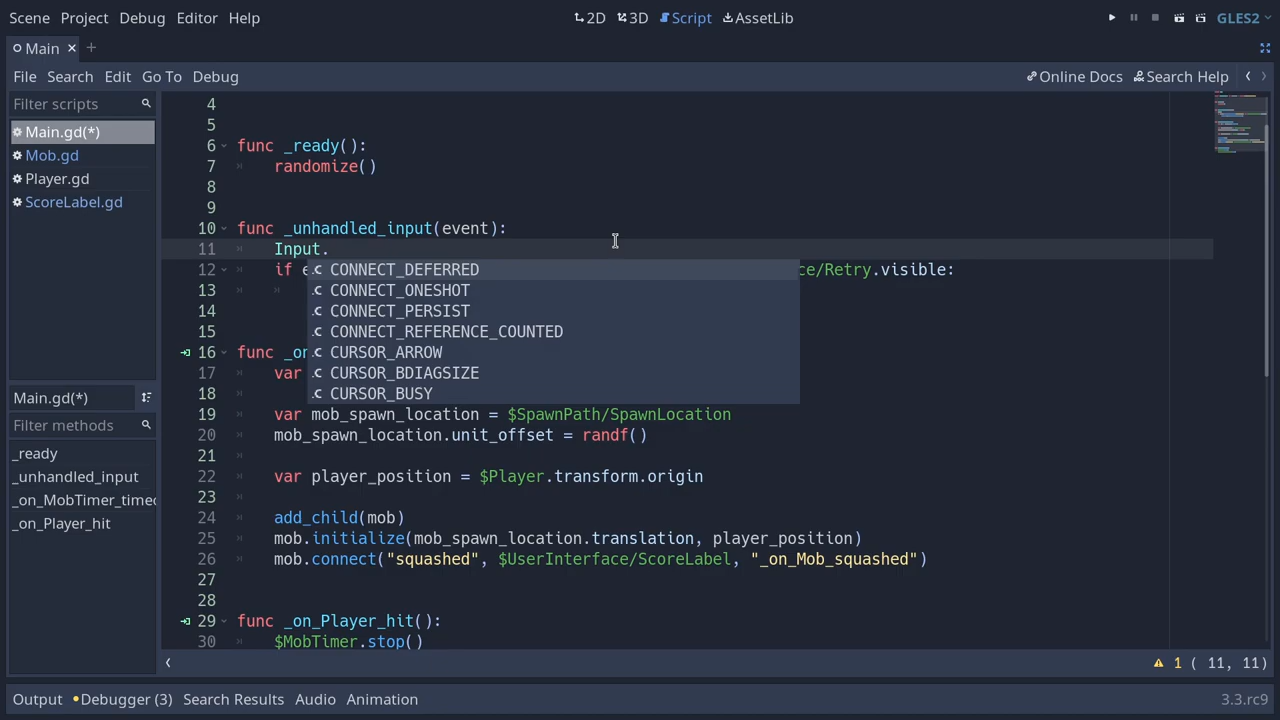 Scene Project Debug Editor Help 2D 3D Script AssetLib GLES2
Main
File Search Edit Go To Debug Online Docs Search Help
Filter scripts
Main.gd(*)
Mob.gd
Player.gd
ScoreLabel.gd
Main.gd(*)
Filter methods
_ready
_unhandled_input
_on_MobTimer_timeo
_on_Player_hit
4
5
6 func _ready():
7 randomize()
8
9
10 func _unhandled_input(event):
11 Input.
12 if e ce/Retry.visible:
13
14
15
16 func _on
17 var
18
19 var mob_spawn_location = $SpawnPath/SpawnLocation
20 mob_spawn_location.unit_offset = randf()
21
22 var player_position = $Player.transform.origin
23
24 add_child(mob)
25 mob.initialize(mob_spawn_location.translation, player_position)
26 mob.connect("squashed", $UserInterface/ScoreLabel, "_on_Mob_squashed")
27
28
29 func _on_Player_hit():
30 $MobTimer.stop()
.C CONNECT_DEFERRED
.C CONNECT_ONESHOT
.C CONNECT_PERSIST
.C CONNECT_REFERENCE_COUNTED
.C CURSOR_ARROW
.C CURSOR_BDIAGSIZE
.C CURSOR_BUSY
1 ( 11, 11)
Output Debugger (3) Search Results Audio Animation 3.3.rc9